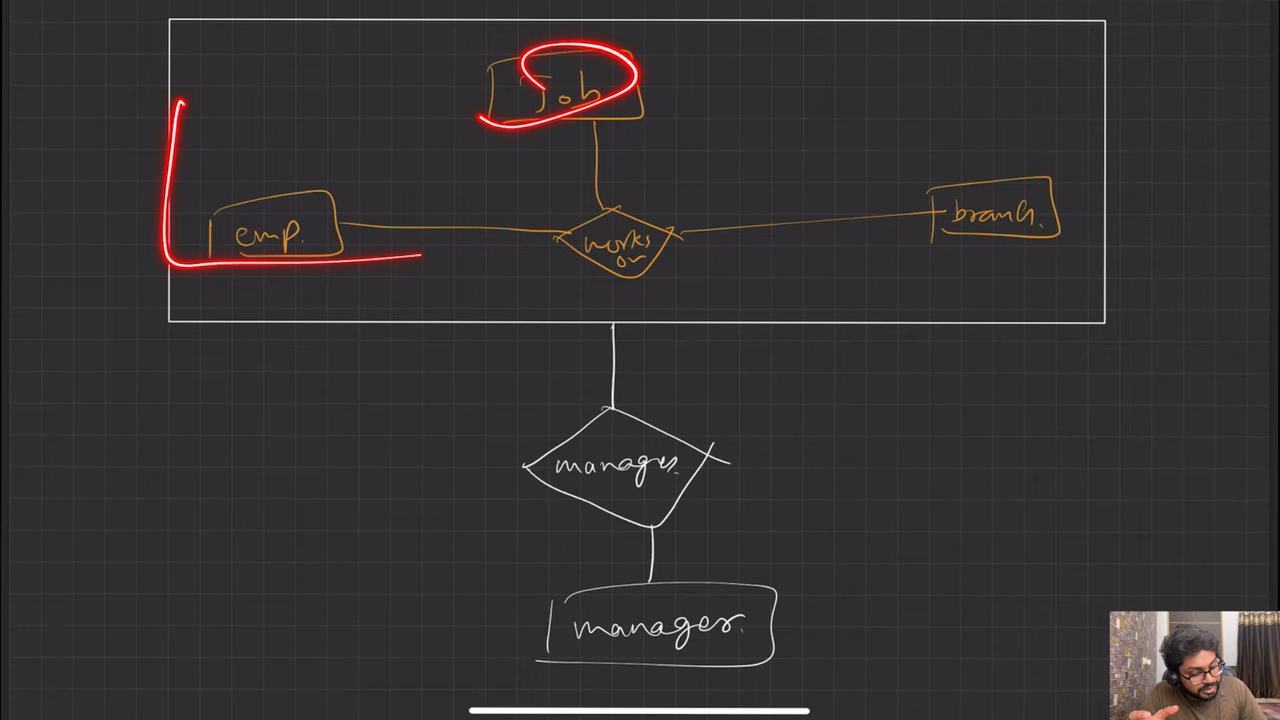 Job
emp.
works
on
branch.
manages.
manager.